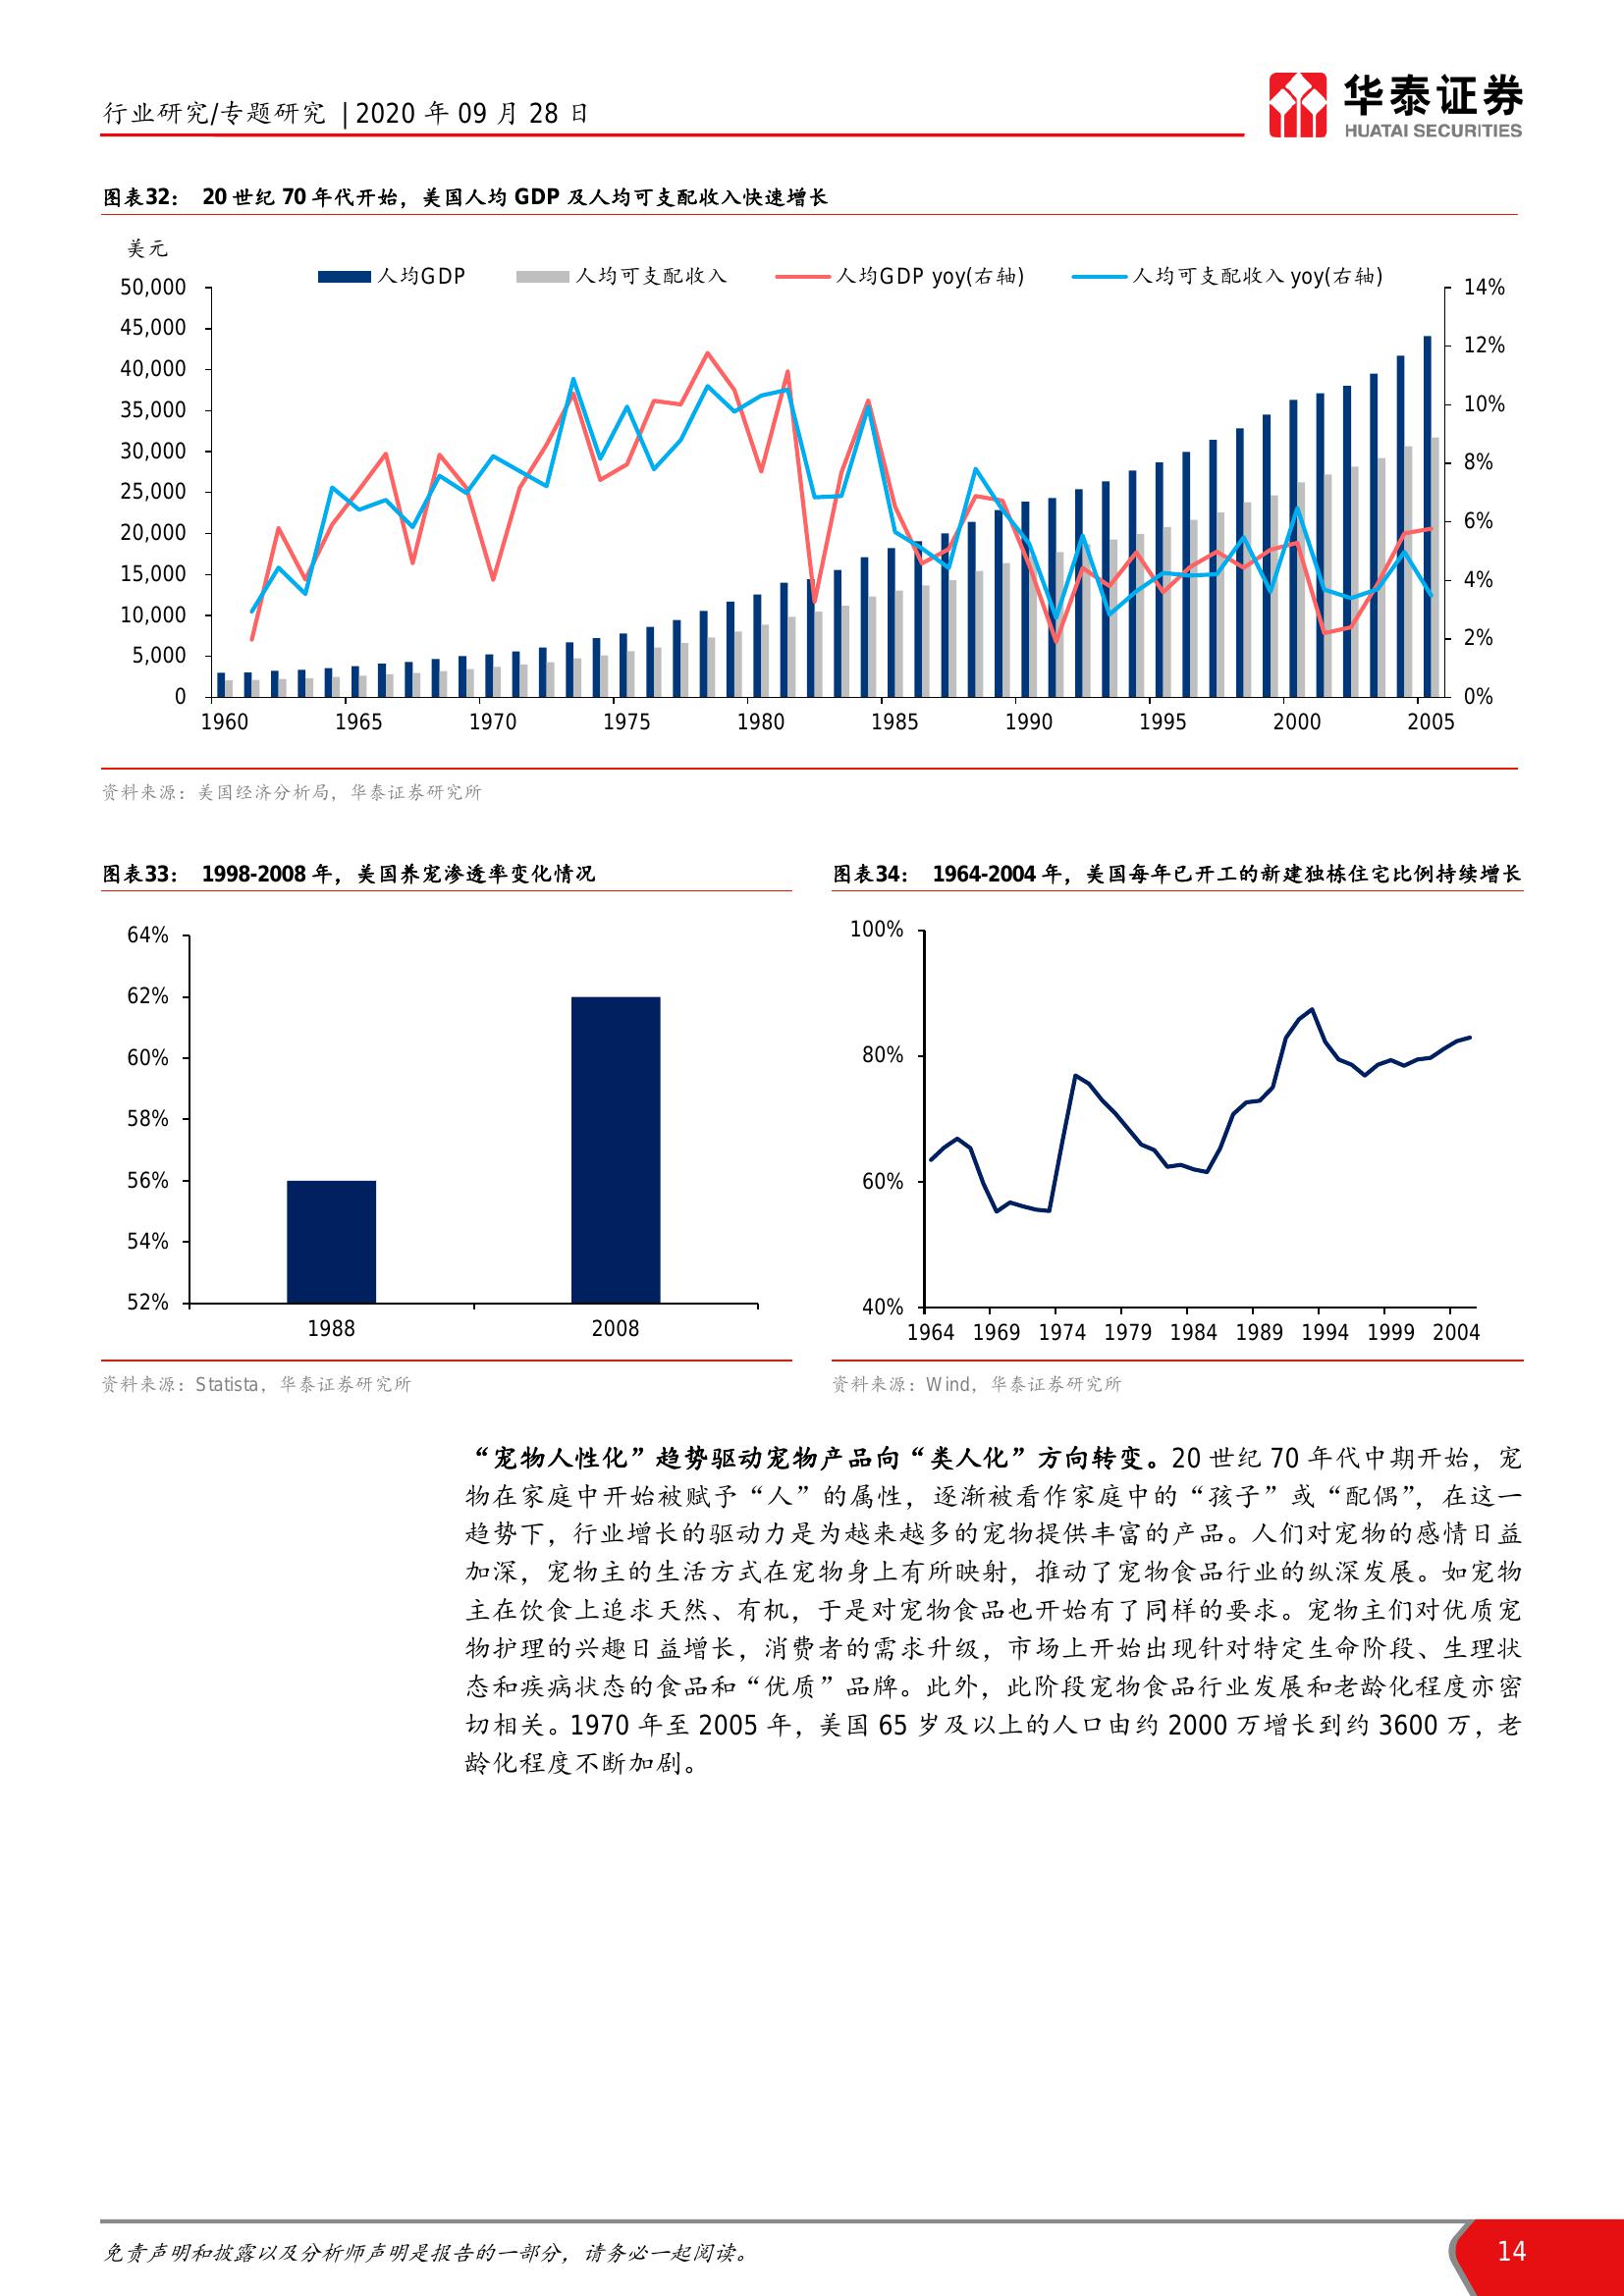 行业研究/专题研究 | 2020 年 09 月 28 日
华泰证券
HUATAI SECURITIES
图表32： 20 世纪 70 年代开始，美国人均 GDP 及人均可支配收入快速增长
美元
人均GDP 人均可支配收入 人均GDP yoy(右轴) 人均可支配收入 yoy(右轴)
50,000 14%
45,000
40,000 12%
35,000 10%
30,000
25,000 8%
20,000 6%
15,000 4%
10,000
5,000 2%
0 0%
1960 1965 1970 1975 1980 1985 1990 1995 2000 2005
资料来源：美国经济分析局，华泰证券研究所
图表33： 1998-2008 年，美国养宠渗透率变化情况
64%
62%
60%
58%
56%
54%
52%
1988 2008
资料来源：Statista，华泰证券研究所
图表34： 1964-2004 年，美国每年已开工的新建独栋住宅比例持续增长
100%
80%
60%
40%
1964 1969 1974 1979 1984 1989 1994 1999 2004
资料来源：Wind，华泰证券研究所
“宠物人性化”趋势驱动宠物产品向“类人化”方向转变。20 世纪 70 年代中期开始，宠
物在家庭中开始被赋予“人”的属性，逐渐被看作家庭中的“孩子”或“配偶”，在这一
趋势下，行业增长的驱动力是为越来越多的宠物提供丰富的产品。人们对宠物的感情日益
加深，宠物主的生活方式在宠物身上有所映射，推动了宠物食品行业的纵深发展。如宠物
主在饮食上追求天然、有机，于是对宠物食品也开始有了同样的要求。宠物主们对优质宠
物护理的兴趣日益增长，消费者的需求升级，市场上开始出现针对特定生命阶段、生理状
态和疾病状态的食品和“优质”品牌。此外，此阶段宠物食品行业发展和老龄化程度亦密
切相关。1970 年至 2005 年，美国 65 岁及以上的人口由约 2000 万增长到约 3600 万，老
龄化程度不断加剧。
免责声明和披露以及分析师声明是报告的一部分，请务必一起阅读。
14